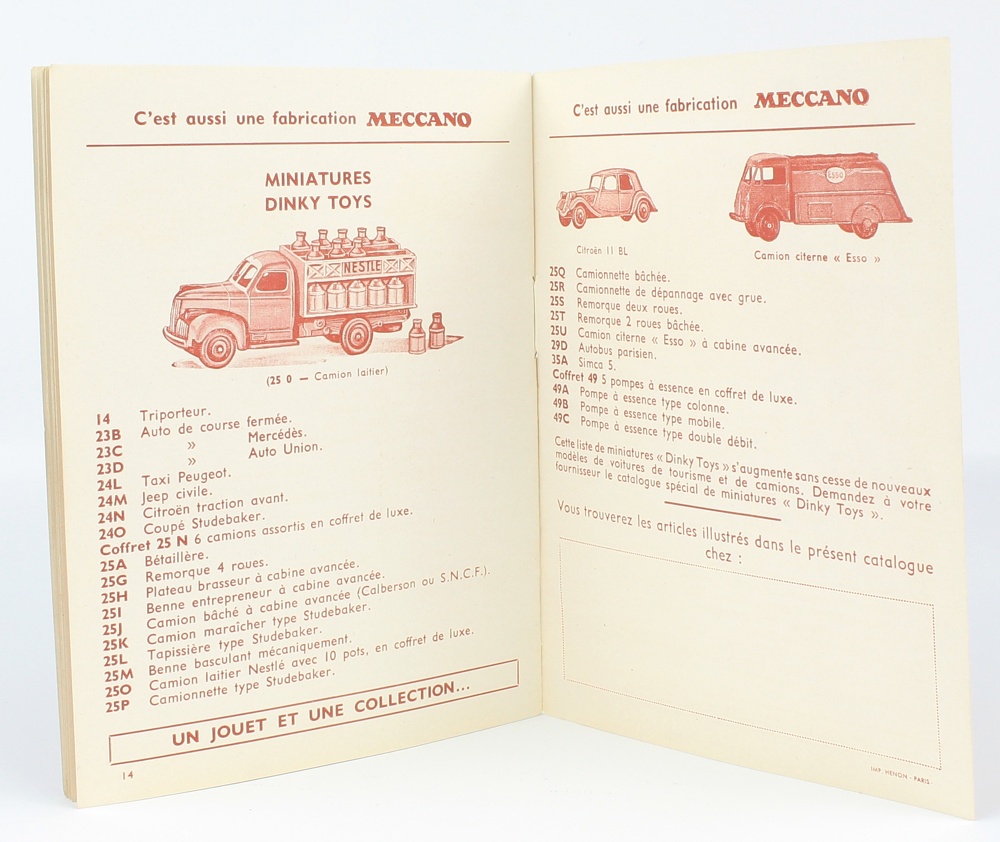 C'est aussi une fabrication MECCANO
MINIATURES
DINKY TOYS
NESTLÉ
(25 O — Camion laitier)
14 Triporteur.
23B Auto de course fermée.
23C » Mercédès.
23D » Auto Union.
24L Taxi Peugeot.
24M Jeep civile.
24N Citroën traction avant.
24O Coupé Studebaker.
Coffret 25 N 6 camions assortis en coffret de luxe.
25A Bétaillère.
25G Remorque 4 roues.
25H Plateau brasseur à cabine avancée.
25I Benne entrepreneur à cabine avancée.
25J Camion bâché à cabine avancée (Calberson ou S.N.C.F.).
25K Camion maraîcher type Studebaker.
25L Tapissière type Studebaker.
25M Benne basculant mécaniquement.
25O Camion laitier Nestlé avec 10 pots, en coffret de luxe.
25P Camionnette type Studebaker.
UN JOUET ET UNE COLLECTION...
14
C'est aussi une fabrication MECCANO
ESSO
Citroën 11 BL
Camion citerne « Esso »
25Q Camionnette bâchée.
25R Camionnette de dépannage avec grue.
25S Remorque deux roues.
25T Remorque 2 roues bâchée.
25U Camion citerne « Esso » à cabine avancée.
29D Autobus parisien.
35A Simca 5.
Coffret 49 5 pompes à essence en coffret de luxe.
49A Pompe à essence type colonne.
49B Pompe à essence type mobile.
49C Pompe à essence type double débit.
Cette liste de miniatures « Dinky Toys » s'augmente sans cesse de nouveaux
modèles de voitures de tourisme et de camions. Demandez à votre
fournisseur le catalogue spécial de miniatures « Dinky Toys ».
Vous trouverez les articles illustrés dans le présent catalogue
chez :
IMP. HENON - PARIS